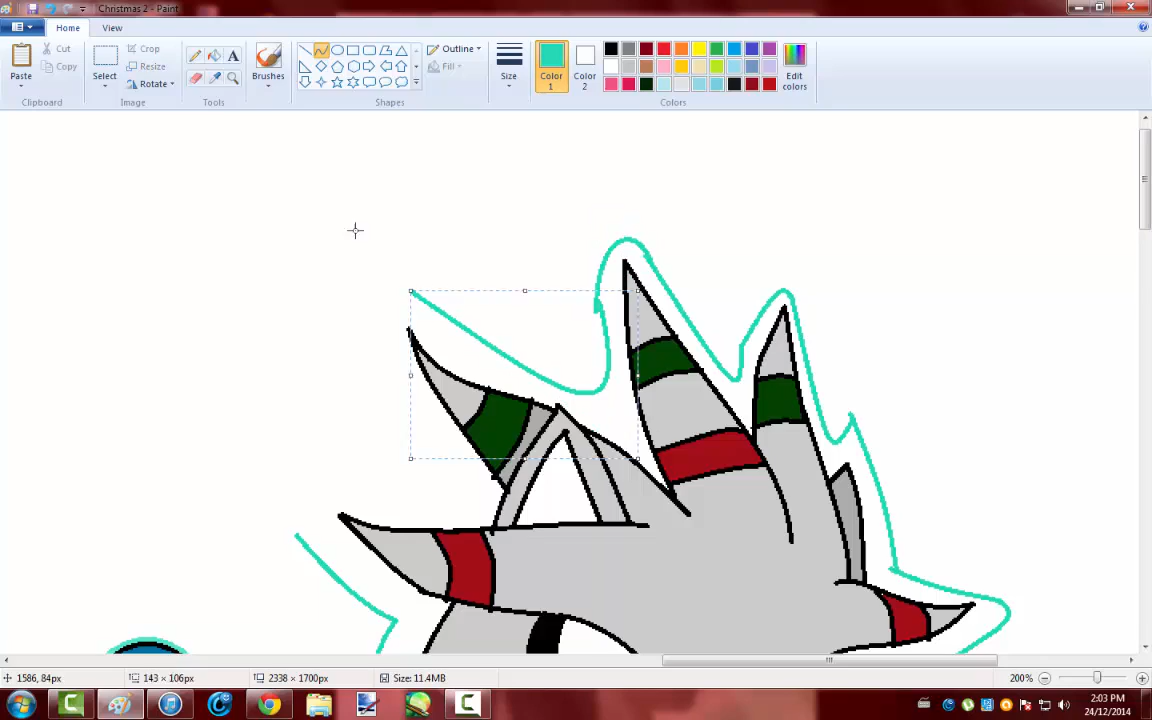 Christmas 2 - Paint
Home
View
Paste
Cut
Copy
Clipboard
Select
Crop
Resize
Rotate
Image
A
Tools
Brushes
Outline
Fill
Shapes
Size
Color 1
Color 2
Edit colors
Colors
1586, 84px
143 × 106px
2338 × 1700px
Size: 11.4MB
200%
2:03 PM
24/12/2014